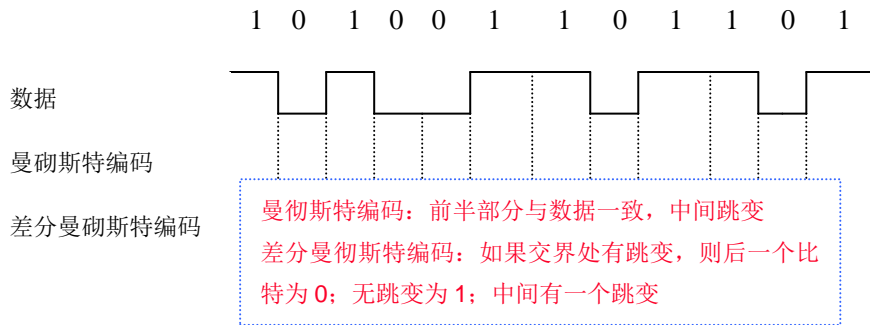 1 0 1 0 0 1 1 0 1 1 0 1
数据
曼砌斯特编码
差分曼砌斯特编码
曼彻斯特编码：前半部分与数据一致，中间跳变
差分曼彻斯特编码：如果交界处有跳变，则后一个比
特为 0；无跳变为 1；中间有一个跳变